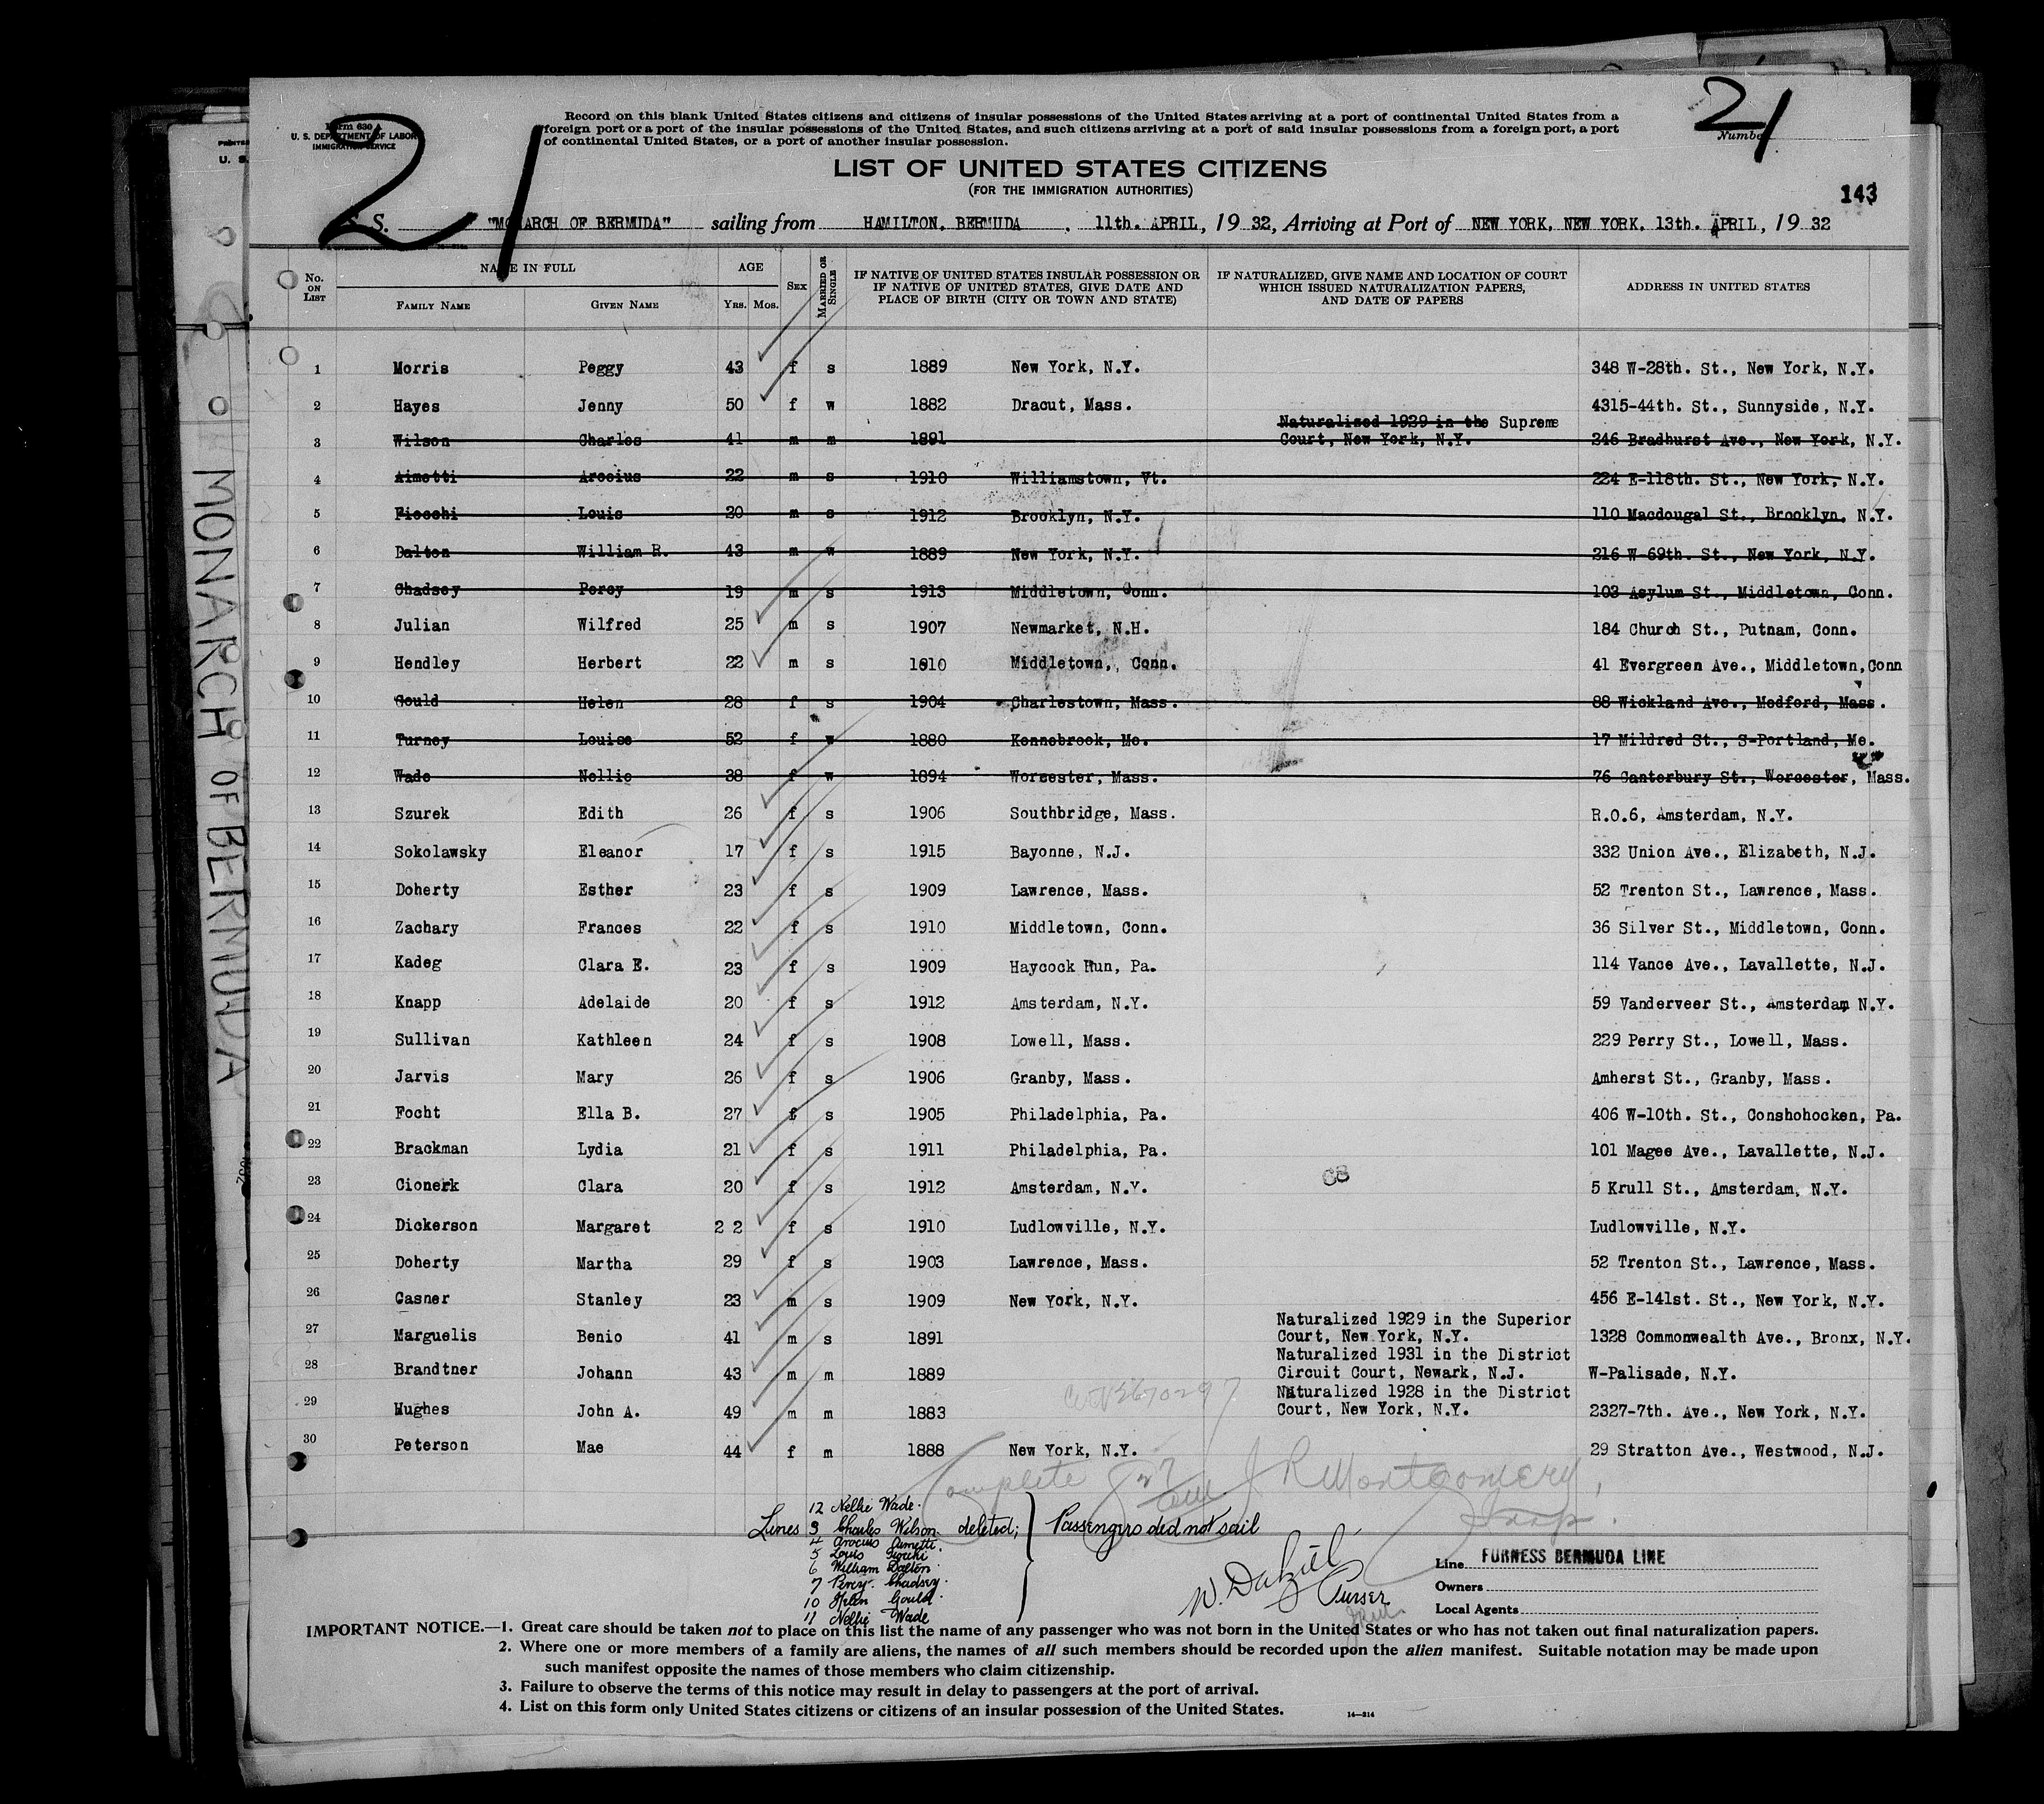 21
21
Form 630 A
U. S. DEPARTMENT OF LABOR
IMMIGRATION SERVICE
Record on this blank United States citizens and citizens of insular possessions of the United States arriving at a port of continental United States from a
foreign port or a port of the insular possessions of the United States, and such citizens arriving at a port of said insular possessions from a foreign port, a port
of continental United States, or a port of another insular possession.
Number
LIST OF UNITED STATES CITIZENS
(FOR THE IMMIGRATION AUTHORITIES)
143
S. S. "MONARCH OF BERMUDA" sailing from HAMILTON, BERMUDA , 11th. APRIL, 19 32, Arriving at Port of NEW YORK, NEW YORK, 13th. APRIL, 19 32
No. ON LIST NAME IN FULL FAMILY NAME GIVEN NAME AGE YRS. MOS. SEX MARRIED OR SINGLE IF NATIVE OF UNITED STATES INSULAR POSSESSION OR IF NATIVE OF UNITED STATES, GIVE DATE AND PLACE OF BIRTH (CITY OR TOWN AND STATE) IF NATURALIZED, GIVE NAME AND LOCATION OF COURT WHICH ISSUED NATURALIZATION PAPERS, AND DATE OF PAPERS ADDRESS IN UNITED STATES
1 Morris Peggy 43 f s 1889 New York, N.Y. 348 W-28th. St., New York, N.Y.
2 Hayes Jenny 50 f w 1882 Dracut, Mass. 4315-44th. St., Sunnyside, N.Y.
3 Wilson Charles 41 m m 1891 Naturalized 1929 in the Supreme Court, New York, N.Y. 246 Bradhurst Ave., New York, N.Y.
4 Aimetti Arocius 22 m s 1910 Williamstown, Vt. 224 E-118th. St., New York, N.Y.
5 Fiocchi Louis 20 m s 1912 Brooklyn, N.Y. 110 Macdougal St., Brooklyn, N.Y.
6 Dalton William R. 43 m w 1889 New York, N.Y. 216 W-69th. St., New York, N.Y.
7 Chadsey Percy 19 m s 1913 Middletown, Conn. 103 Asylum St., Middletown, Conn.
8 Julian Wilfred 25 m s 1907 Newmarket, N.H. 184 Church St., Putnam, Conn.
9 Hendley Herbert 22 m s 1910 Middletown, Conn. 41 Evergreen Ave., Middletown,Conn
10 Gould Helen 28 f s 1904 Charlestown, Mass. 88 Wickland Ave., Medford, Mass.
11 Turney Louise 52 f w 1880 Kennebrook, Me. 17 Mildred St., S-Portland, Me.
12 Wade Nellie 38 f w 1894 Worcester, Mass. 76 Canterbury St., Worcester, Mass.
13 Szurek Edith 26 f s 1906 Southbridge, Mass. R.O.6, Amsterdam, N.Y.
14 Sokolawsky Eleanor 17 f s 1915 Bayonne, N.J. 332 Union Ave., Elizabeth, N.J.
15 Doherty Esther 23 f s 1909 Lawrence, Mass. 52 Trenton St., Lawrence, Mass.
16 Zachary Frances 22 f s 1910 Middletown, Conn. 36 Silver St., Middletown, Conn.
17 Kadeg Clara E. 23 f s 1909 Haycock Run, Pa. 114 Vance Ave., Lavallette, N.J.
18 Knapp Adelaide 20 f s 1912 Amsterdam, N.Y. 59 Vanderveer St., Amsterdam N.Y.
19 Sullivan Kathleen 24 f s 1908 Lowell, Mass. 229 Perry St., Lowell, Mass.
20 Jarvis Mary 26 f s 1906 Granby, Mass. Amherst St., Granby, Mass.
21 Focht Ella B. 27 f s 1905 Philadelphia, Pa. 406 W-10th. St., Conshohocken, Pa.
22 Brackman Lydia 21 f s 1911 Philadelphia, Pa. 101 Magee Ave., Lavallette, N.J.
23 Cionerk Clara 20 f s 1912 Amsterdam, N.Y. 5 Krull St., Amsterdam, N.Y.
24 Dickerson Margaret 2 2 f s 1910 Ludlowville, N.Y. Ludlowville, N.Y.
25 Doherty Martha 29 f s 1903 Lawrence, Mass. 52 Trenton St., Lawrence, Mass.
26 Casner Stanley 23 m s 1909 New York, N.Y. 456 E-141st. St., New York, N.Y.
27 Marguelis Benio 41 m s 1891 Naturalized 1929 in the Superior Court, New York, N.Y. 1328 Commonwealth Ave., Bronx, N.Y.
28 Brandtner Johann 43 m m 1889 Naturalized 1931 in the District Circuit Court, Newark, N.J. W-Palisade, N.Y.
29 Hughes John A. 49 m m 1883 Naturalized 1928 in the District Court, New York, N.Y. 2327-7th. Ave., New York, N.Y.
30 Peterson Mae 44 f m 1888 New York, N.Y. 29 Stratton Ave., Westwood, N.J.
Complete J R Montgomery, Insp.
12 Nellie Wade.
Lines 3 Charles Wilson. deleted; Passengers did not sail
4 Arocius Aimetti.
5 Louis Fiocchi
6 William Dalton
7 Percy Chadsey.
10 Helen Gould.
11 Nellie Wade
W. Dalziel, Purser
Line FURNESS BERMUDA LINE
Owners
Local Agents
IMPORTANT NOTICE.—1. Great care should be taken not to place on this list the name of any passenger who was not born in the United States or who has not taken out final naturalization papers.
2. Where one or more members of a family are aliens, the names of all such members should be recorded upon the alien manifest. Suitable notation may be made upon
such manifest opposite the names of those members who claim citizenship.
3. Failure to observe the terms of this notice may result in delay to passengers at the port of arrival.
4. List on this form only United States citizens or citizens of an insular possession of the United States.
14—214
MONARCH OF BERMUDA